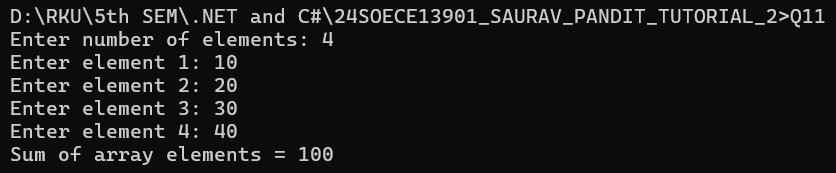 D:\RKU\5th SEM\.NET and C#\24SOECE13901_SAURAV_PANDIT_TUTORIAL_2>Q11
Enter number of elements: 4
Enter element 1: 10
Enter element 2: 20
Enter element 3: 30
Enter element 4: 40
Sum of array elements = 100